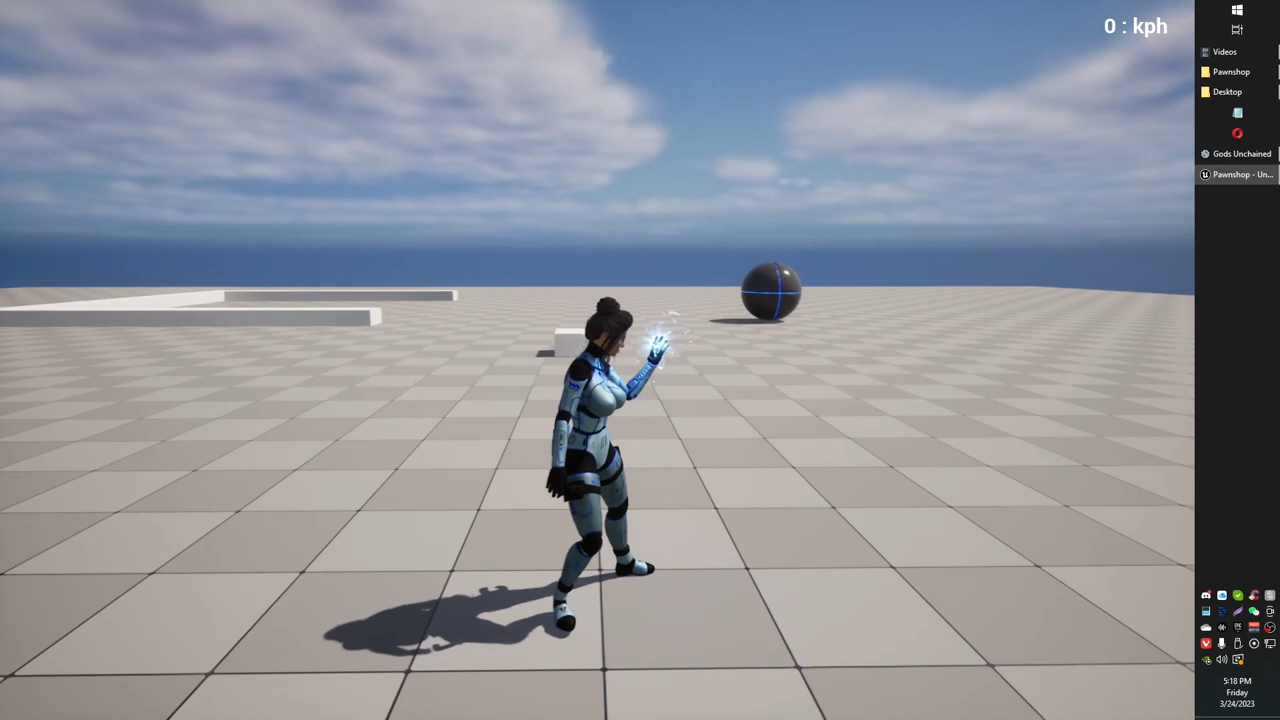 0 : kph
Videos
Pawnshop
Desktop
Gods Unchained
Pawnshop - Un...
5:18 PM
Friday
3/24/2023